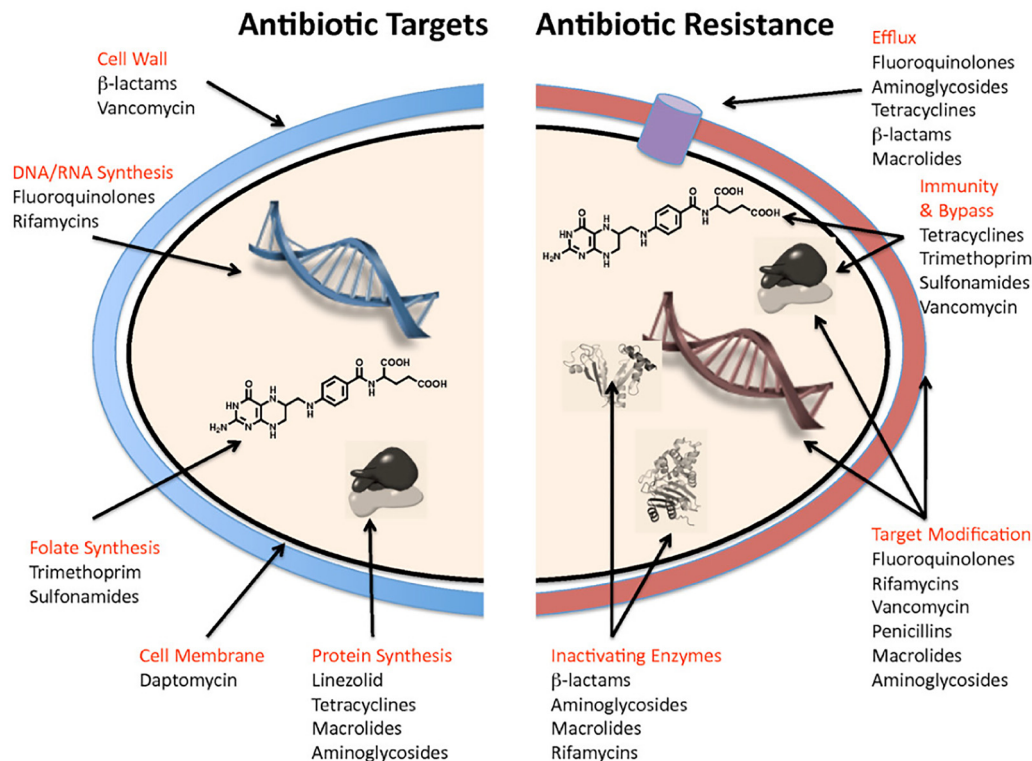 Antibiotic Targets
Cell Wall
β-lactams
Vancomycin
DNA/RNA Synthesis
Fluoroquinolones
Rifamycins
O
HN
H₂N
N
H
N
N
H
N
H
O
N
H
COOH
COOH
Folate Synthesis
Trimethoprim
Sulfonamides
Cell Membrane
Daptomycin
Protein Synthesis
Linezolid
Tetracyclines
Macrolides
Aminoglycosides
Antibiotic Resistance
Efflux
Fluoroquinolones
Aminoglycosides
Tetracyclines
β-lactams
Macrolides
O
HN
H₂N
N
H
N
N
H
N
H
O
N
H
COOH
COOH
Immunity
& Bypass
Tetracyclines
Trimethoprim
Sulfonamides
Vancomycin
Target Modification
Fluoroquinolones
Rifamycins
Vancomycin
Penicillins
Macrolides
Aminoglycosides
Inactivating Enzymes
β-lactams
Aminoglycosides
Macrolides
Rifamycins